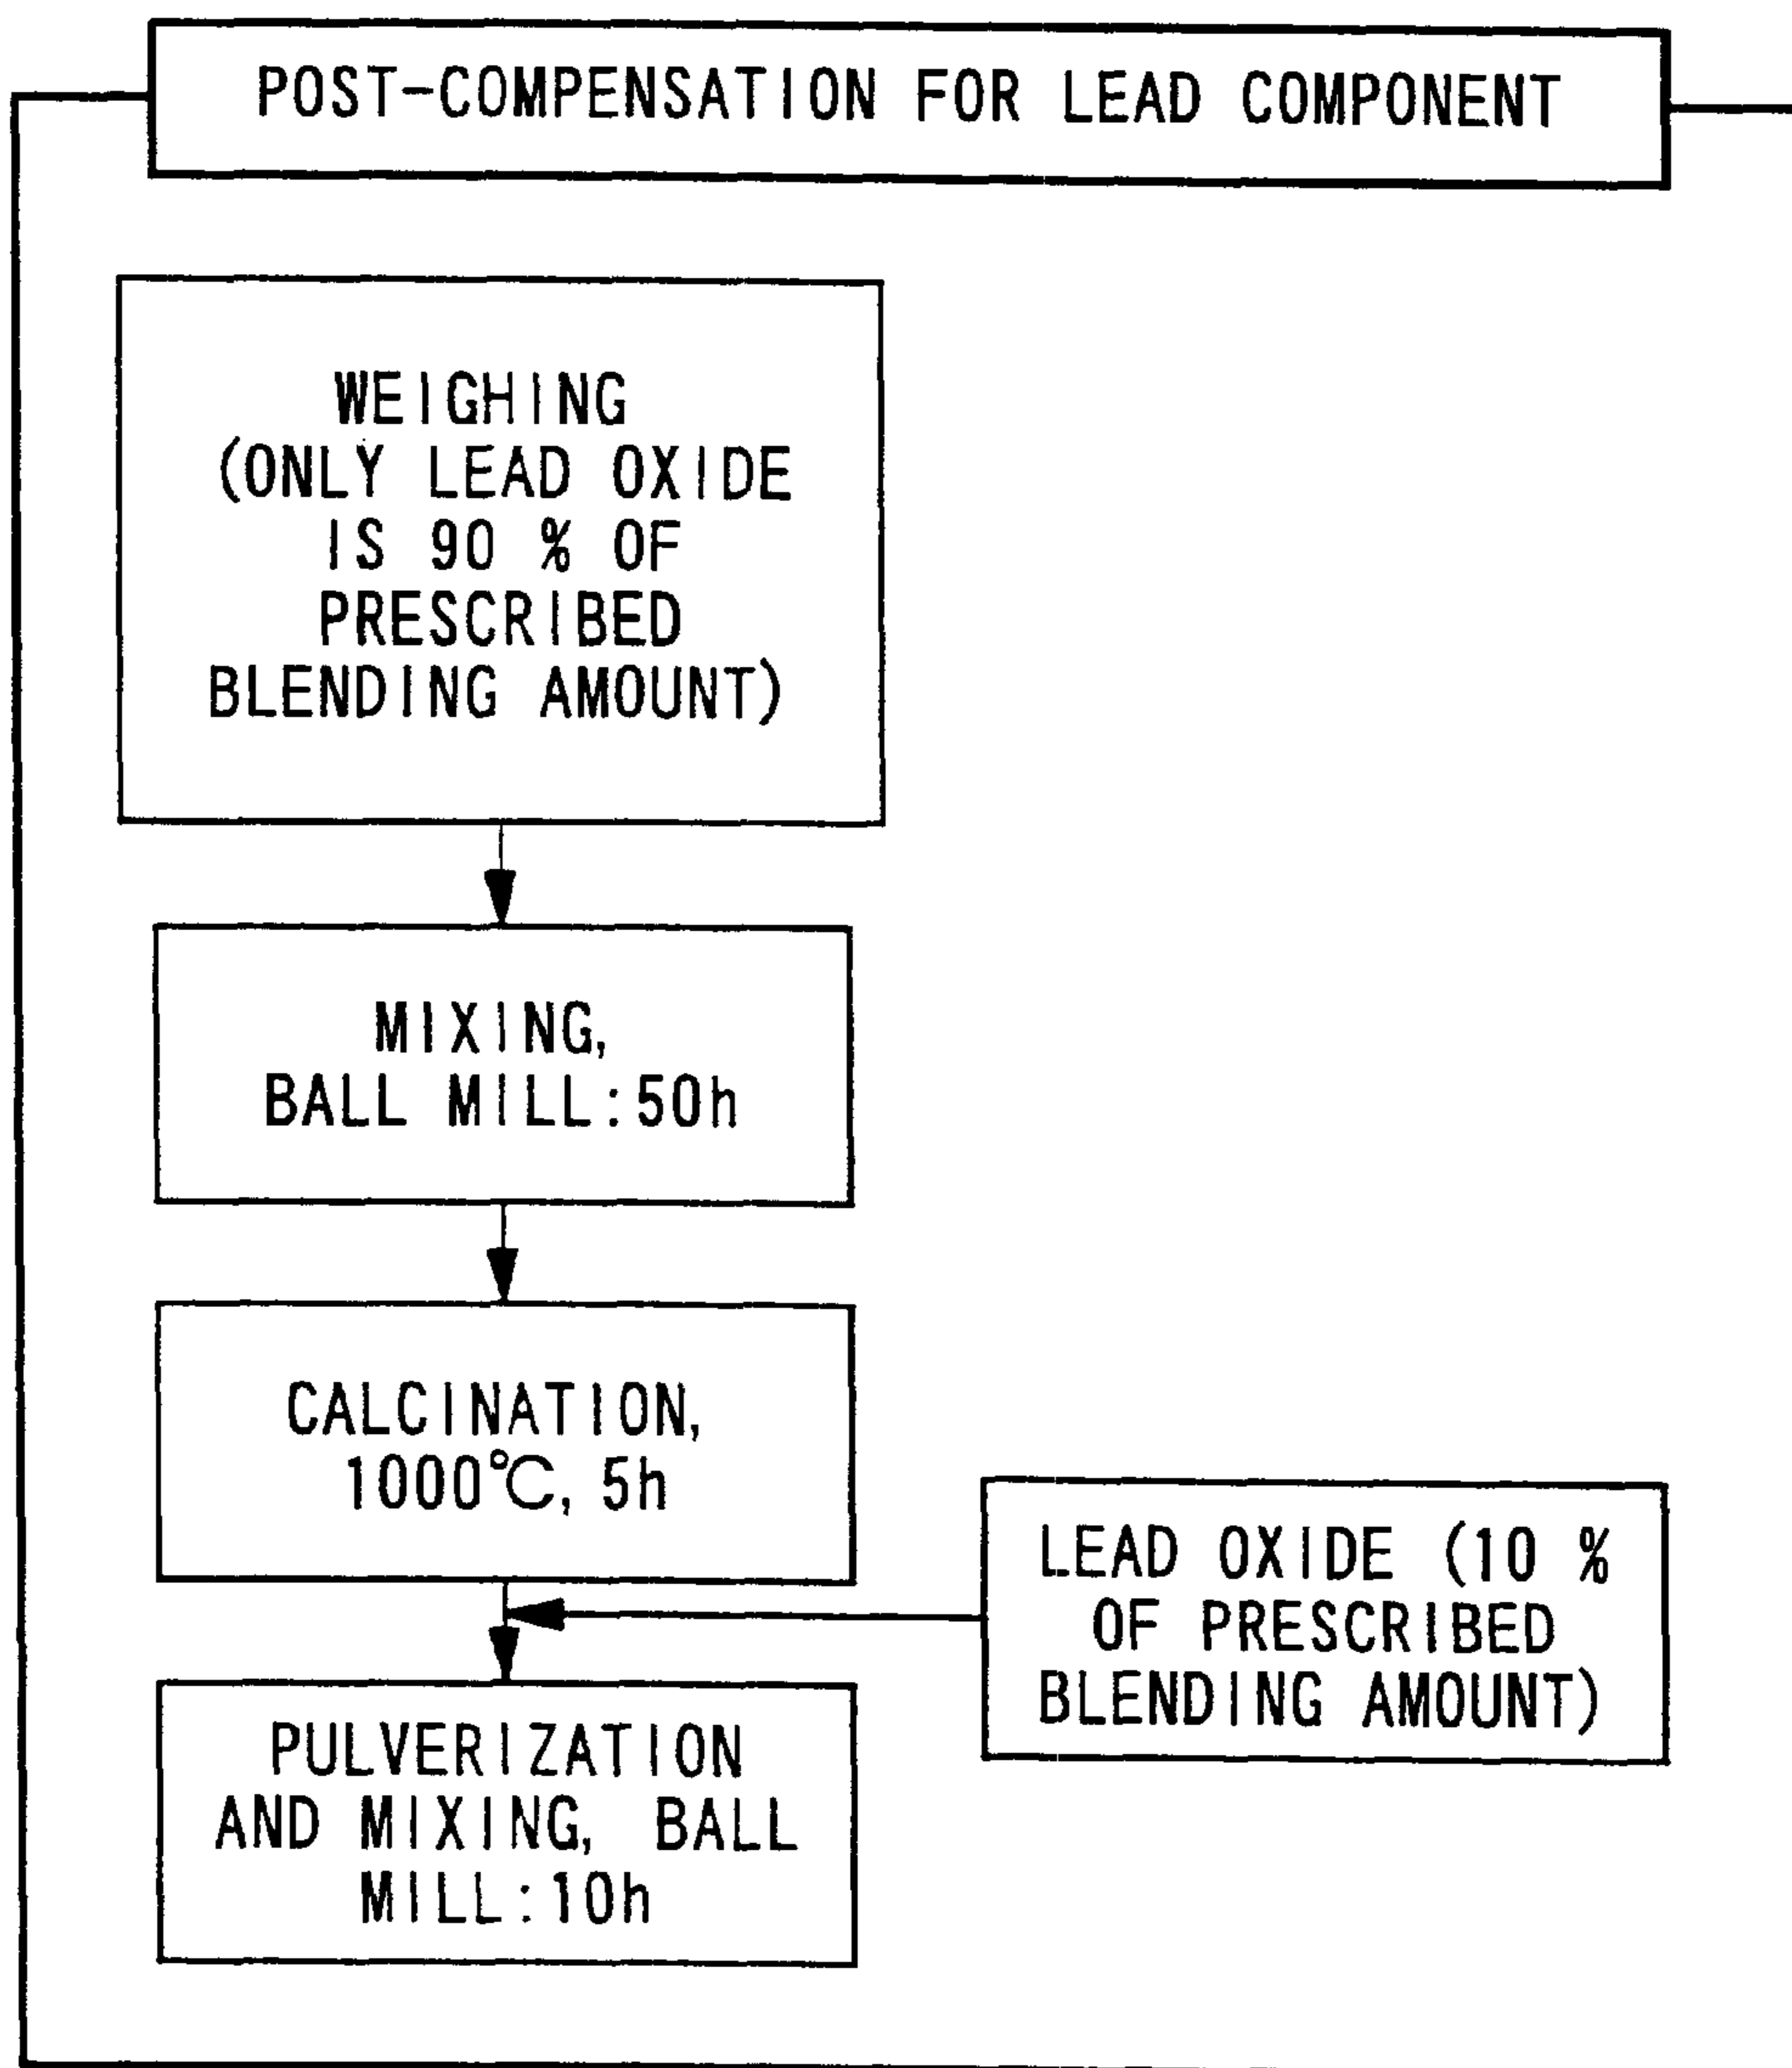 POST-COMPENSATION FOR LEAD COMPONENT
WEIGHING
(ONLY LEAD OXIDE
IS 90 % OF
PRESCRIBED
BLENDING AMOUNT)
MIXING,
BALL MILL:50h
CALCINATION,
1000℃, 5h
LEAD OXIDE (10 %
OF PRESCRIBED
BLENDING AMOUNT)
PULVERIZATION
AND MIXING, BALL
MILL:10h